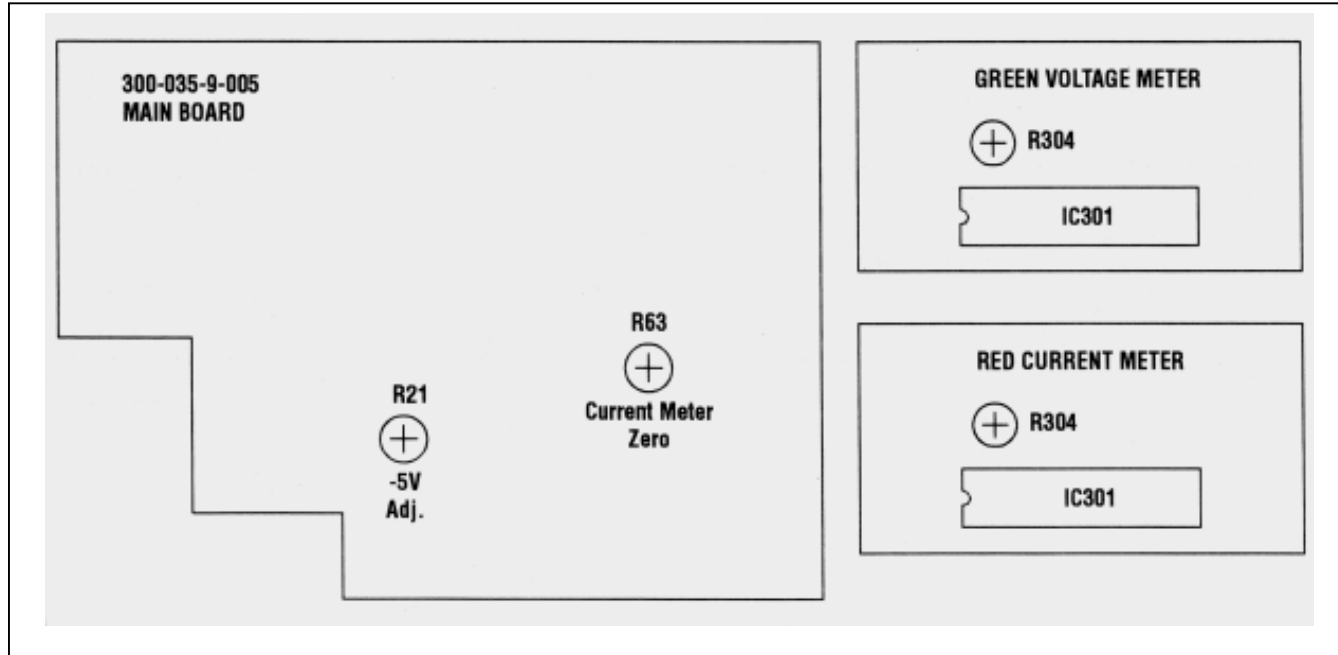 300-035-9-005
MAIN BOARD
R21
-5V
Adj.
R63
Current Meter
Zero
GREEN VOLTAGE METER
R304
IC301
RED CURRENT METER
R304
IC301